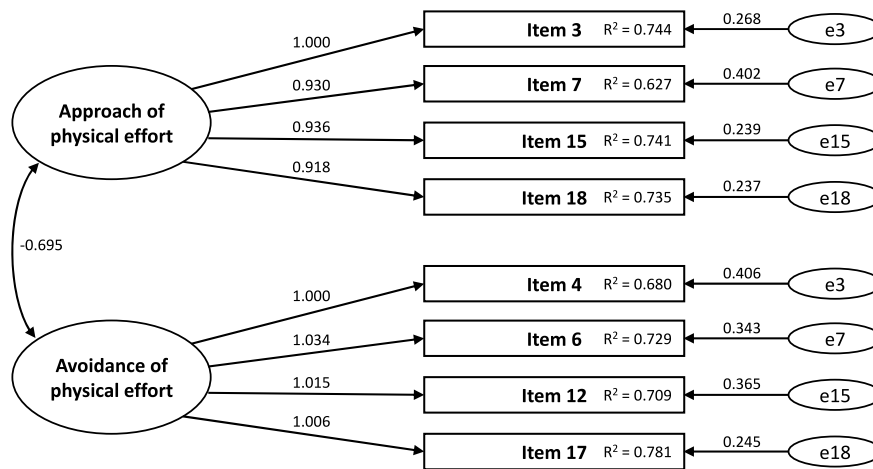 1.000
Item 3 R² = 0.744
0.268
e3
Approach of
physical effort
0.930
Item 7 R² = 0.627
0.402
e7
0.936
Item 15 R² = 0.741
0.239
e15
0.918
Item 18 R² = 0.735
0.237
e18
-0.695
1.000
Item 4 R² = 0.680
0.406
e3
Avoidance of
physical effort
1.034
Item 6 R² = 0.729
0.343
e7
1.015
Item 12 R² = 0.709
0.365
e15
1.006
Item 17 R² = 0.781
0.245
e18